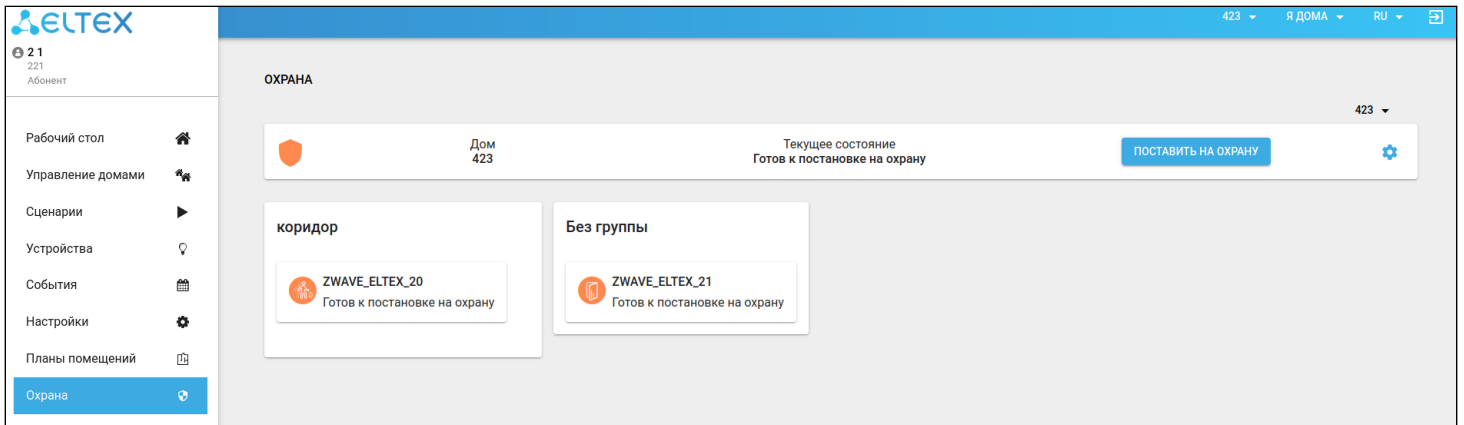 ELTEX
423
Я ДОМА
RU
2 1
221
Абонент
Рабочий стол
Управление домами
Сценарии
Устройства
События
Настройки
Планы помещений
Охрана
ОХРАНА
423
Дом
423
Текущее состояние
Готов к постановке на охрану
ПОСТАВИТЬ НА ОХРАНУ
коридор
ZWAVE_ELTEX_20
Готов к постановке на охрану
Без группы
ZWAVE_ELTEX_21
Готов к постановке на охрану